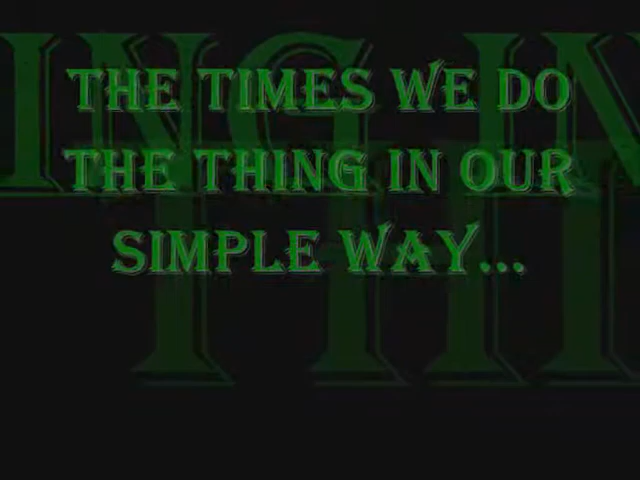 THE TIMES WE DO
THE THING IN OUR
SIMPLE WAY...